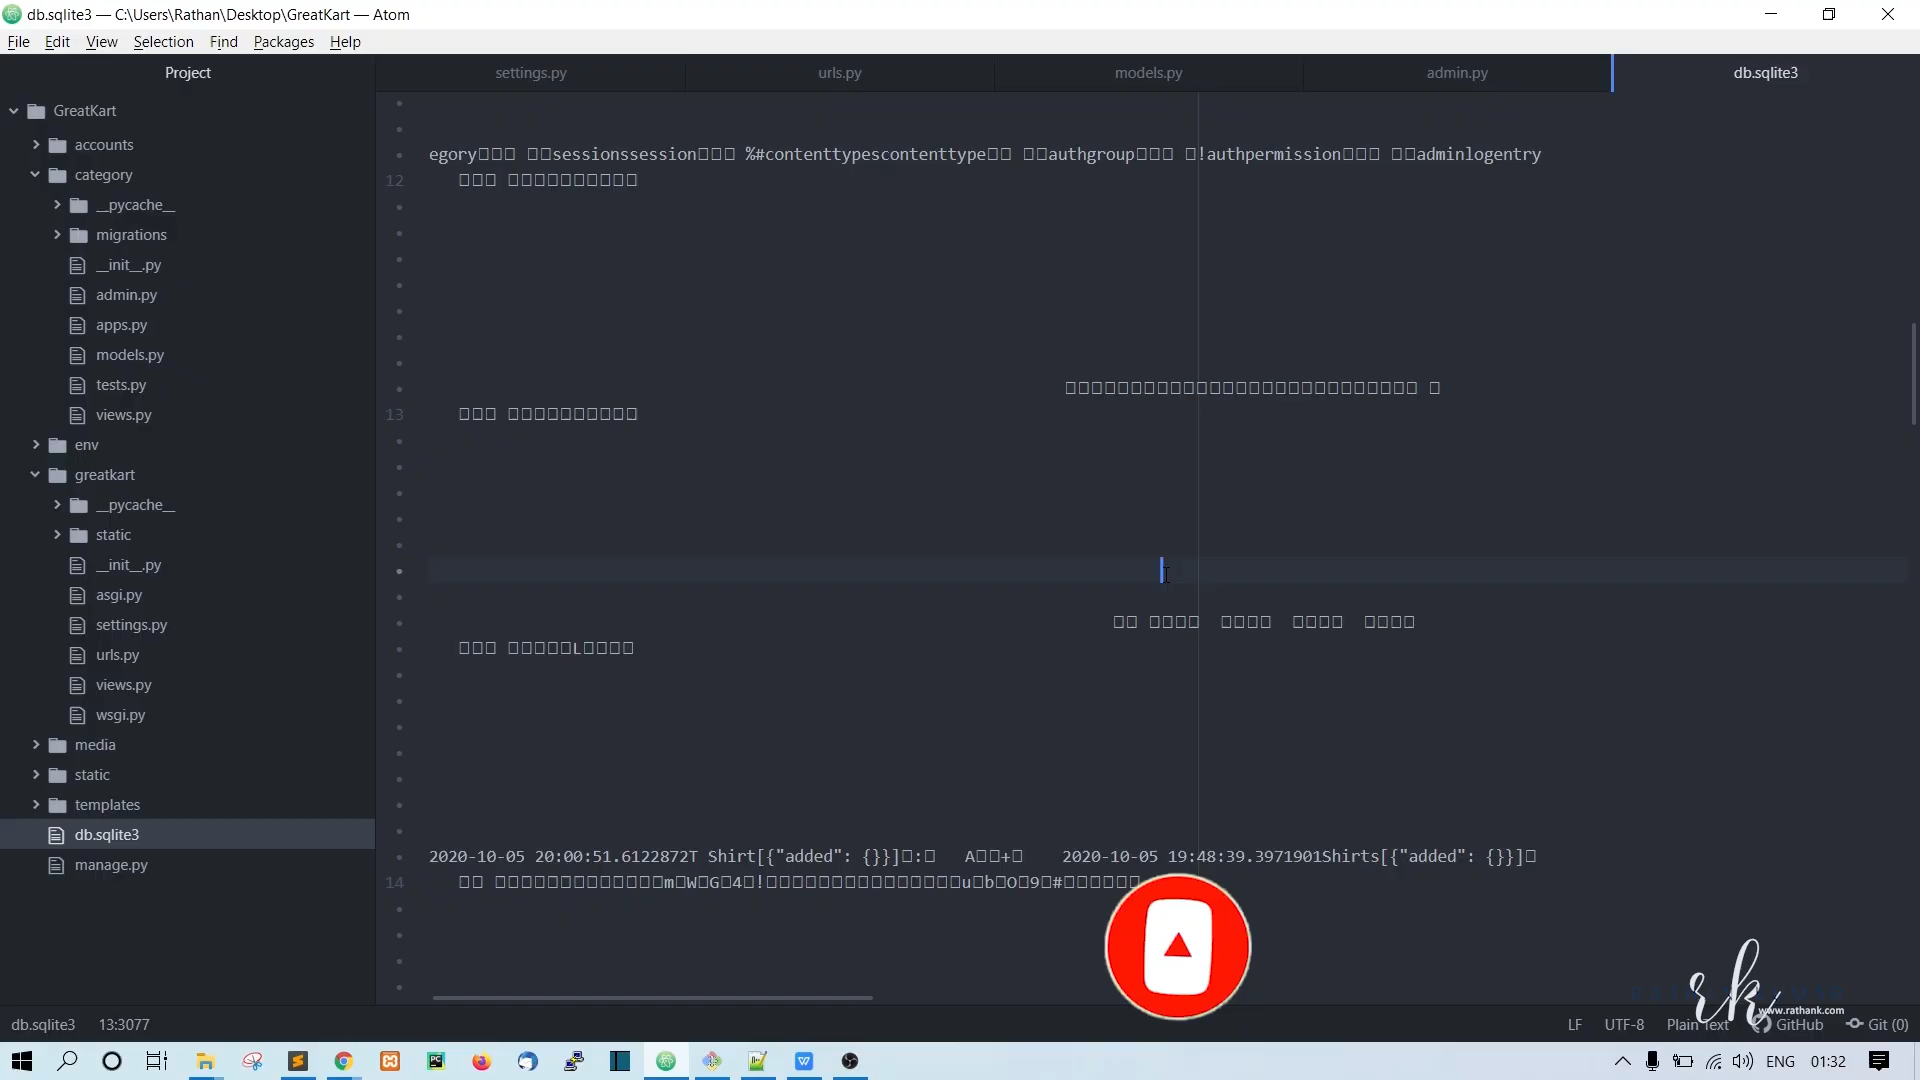 db.sqlite3 — C:\Users\Rathan\Desktop\GreatKart — Atom
File Edit View Selection Find Packages Help
Project
settings.py urls.py models.py admin.py db.sqlite3
GreatKart
accounts
category
__pycache__
migrations
__init__.py
admin.py
apps.py
models.py
tests.py
views.py
env
greatkart
__pycache__
static
__init__.py
asgi.py
settings.py
urls.py
views.py
wsgi.py
media
static
templates
db.sqlite3
manage.py
egory sessionssession %#contenttypescontenttype authgroup !authpermission adminlogentry
12
13
L
2020-10-05 20:00:51.6122872T Shirt[{"added": {}}] : A + 2020-10-05 19:48:39.3971901Shirts[{"added": {}}]
14 m W G 4 ! u b O 9 #
rk
www.rathank.com
db.sqlite3 13:3077 LF UTF-8 Plain Text GitHub Git (0)
ENG 01:32